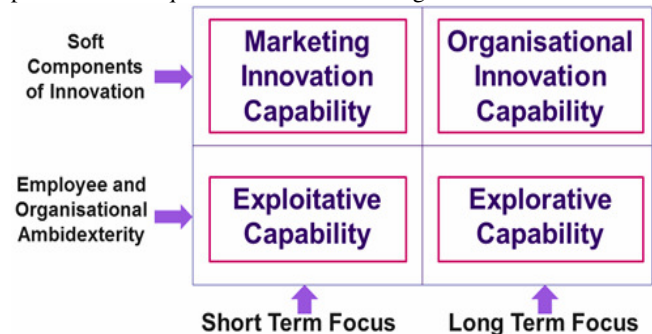 Soft
Components
of Innovation
Marketing
Innovation
Capability
Organisational
Innovation
Capability
Employee and
Organisational
Ambidexterity
Exploitative
Capability
Explorative
Capability
Short Term Focus
Long Term Focus